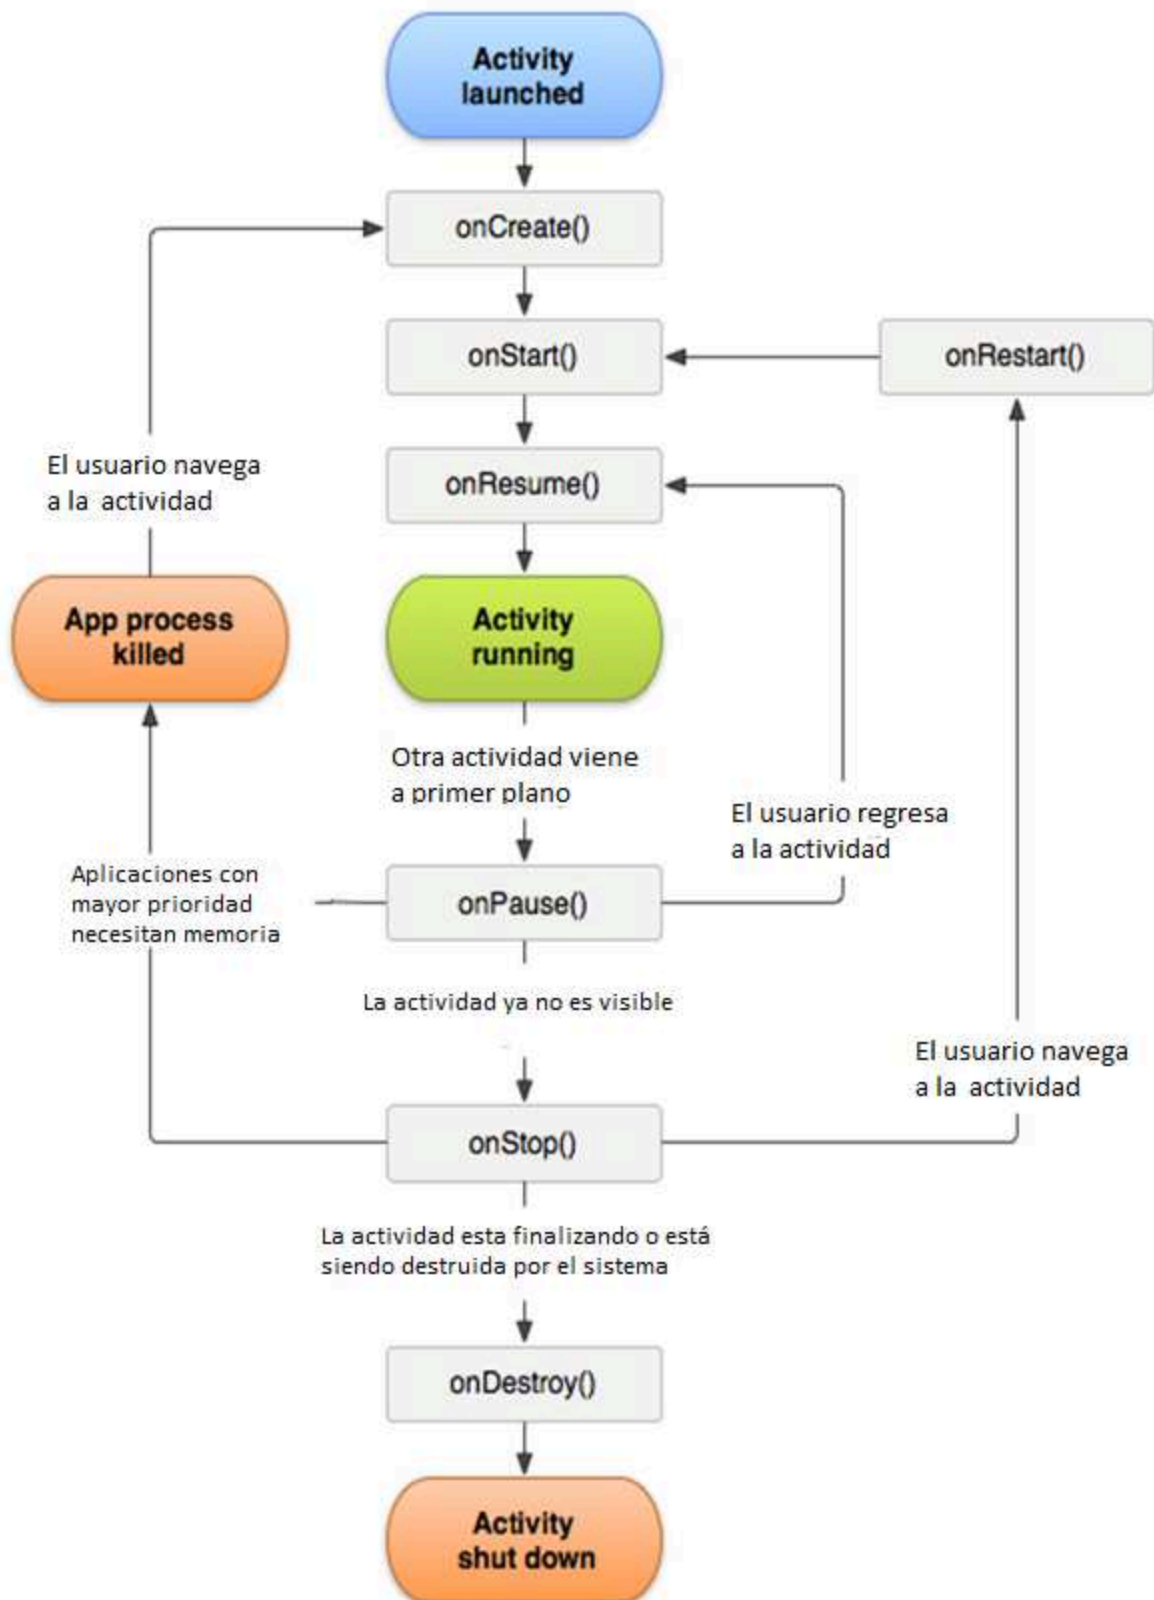 Activity
launched
onCreate()
onStart()
onRestart()
El usuario navega
a la actividad
onResume()
App process
killed
Activity
running
Otra actividad viene
a primer plano
El usuario regresa
a la actividad
Aplicaciones con
mayor prioridad
necesitan memoria
onPause()
La actividad ya no es visible
El usuario navega
a la actividad
onStop()
La actividad esta finalizando o está
siendo destruida por el sistema
onDestroy()
Activity
shut down